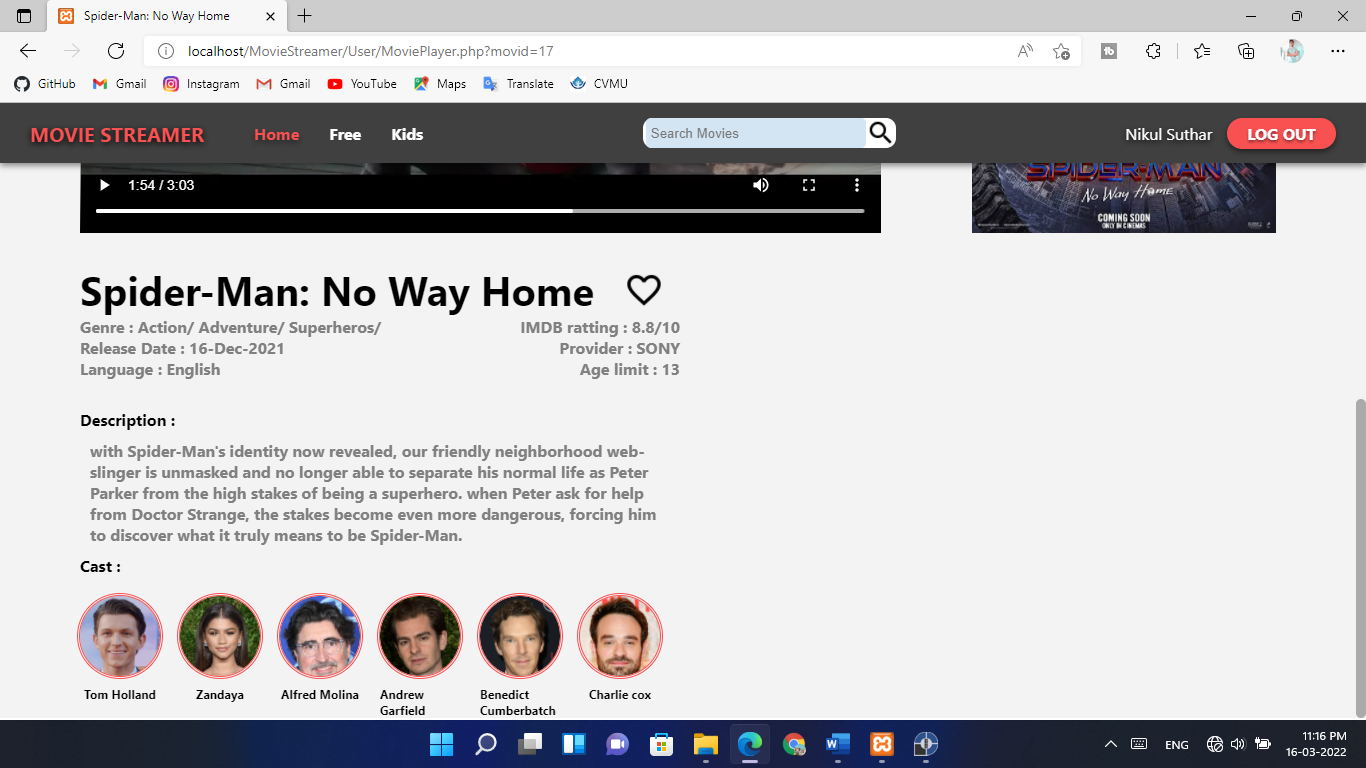 Spider-Man: No Way Home
localhost/MovieStreamer/User/MoviePlayer.php?movid=17
GitHub Gmail Instagram Gmail YouTube Maps Translate CVMU
MOVIE STREAMER Home Free Kids Search Movies Nikul Suthar LOG OUT
1:54 / 3:03
SPIDER-MAN
No Way Home
COMING SOON
ONLY IN CINEMAS
Spider-Man: No Way Home
Genre : Action/ Adventure/ Superheros/ IMDB ratting : 8.8/10
Release Date : 16-Dec-2021 Provider : SONY
Language : English Age limit : 13
Description :
with Spider-Man's identity now revealed, our friendly neighborhood web-
slinger is unmasked and no longer able to separate his normal life as Peter
Parker from the high stakes of being a superhero. when Peter ask for help
from Doctor Strange, the stakes become even more dangerous, forcing him
to discover what it truly means to be Spider-Man.
Cast :
Tom Holland Zandaya Alfred Molina Andrew Benedict Charlie cox
Garfield Cumberbatch
ENG 11:16 PM
16-03-2022